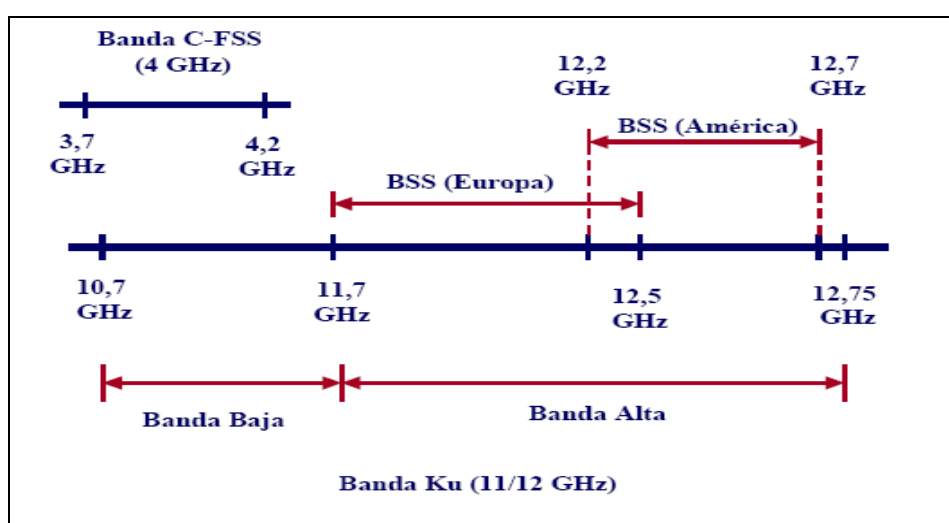 Banda C-FSS
(4 GHz)
3,7
GHz
4,2
GHz
12,2
GHz
12,7
GHz
BSS (América)
BSS (Europa)
10,7
GHz
11,7
GHz
12,5
GHz
12,75
GHz
Banda Baja
Banda Alta
Banda Ku (11/12 GHz)